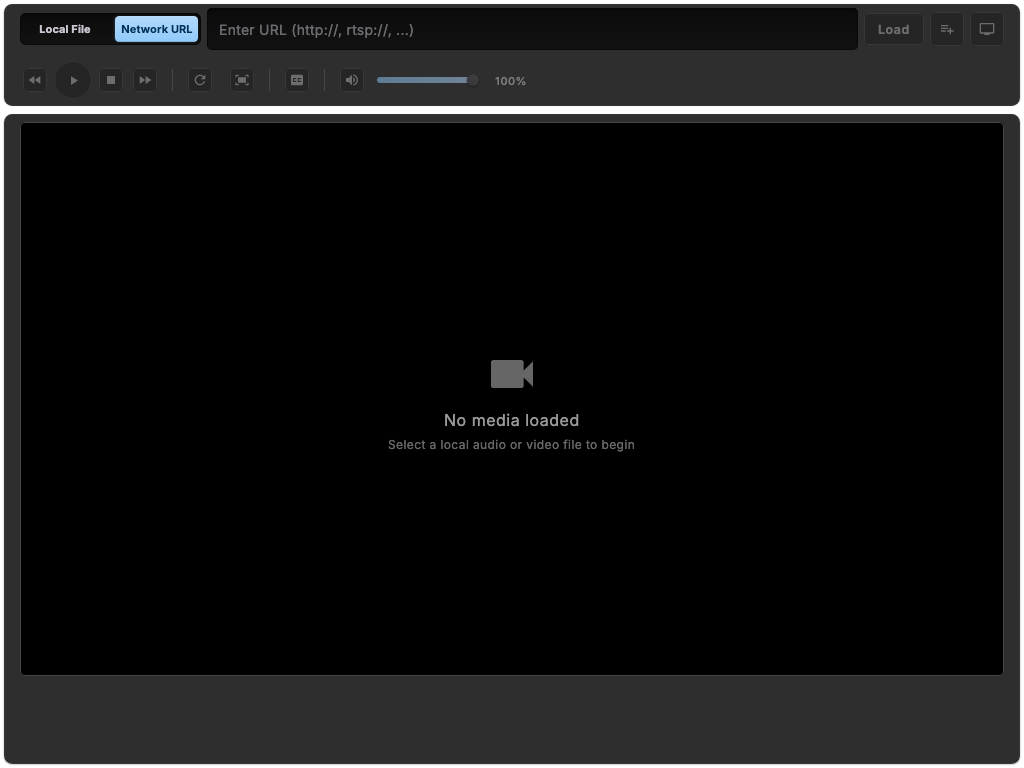 Local File Network URL Enter URL (http://, rtsp://, ...) Load
CC 100%
No media loaded
Select a local audio or video file to begin